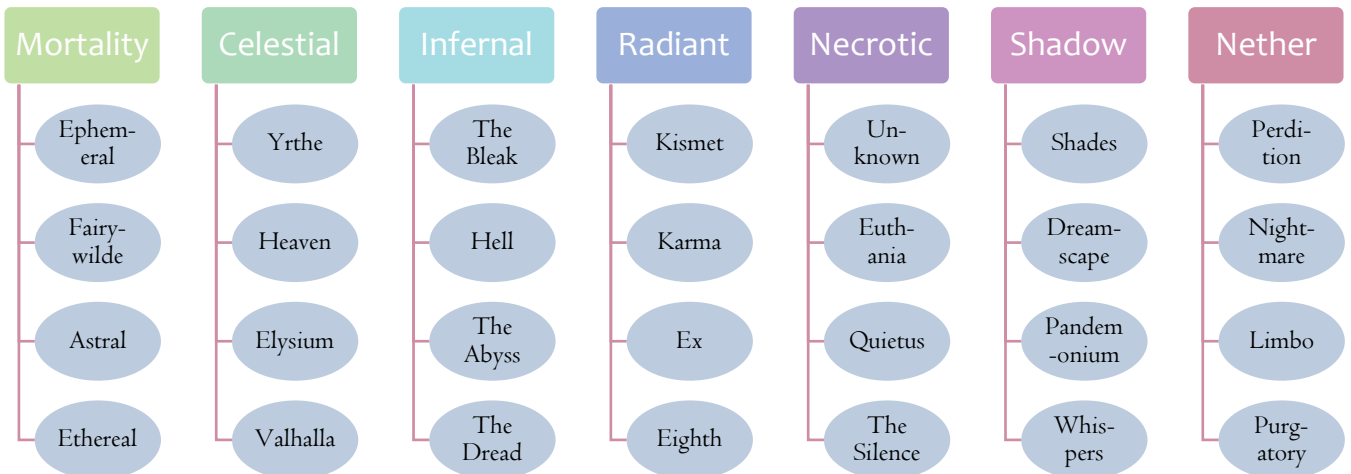 Mortality
Ephem-
eral
Fairy-
wilde
Astral
Ethereal
Celestial
Yrthe
Heaven
Elysium
Valhalla
Infernal
The
Bleak
Hell
The
Abyss
The
Dread
Radiant
Kismet
Karma
Ex
Eighth
Necrotic
Un-
known
Euth-
ania
Quietus
The
Silence
Shadow
Shades
Dream-
scape
Pandem
-onium
Whis-
pers
Nether
Perdi-
tion
Night-
mare
Limbo
Purg-
atory